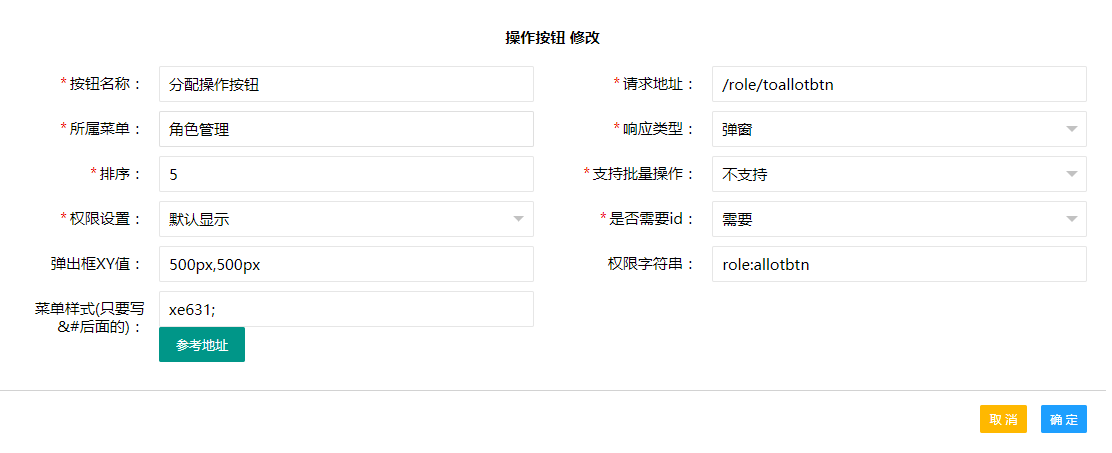 操作按钮 修改
*按钮名称： 分配操作按钮 *请求地址： /role/toallotbtn
*所属菜单： 角色管理 *响应类型： 弹窗
*排序： 5 *支持批量操作： 不支持
*权限设置： 默认显示 *是否需要id： 需要
弹出框XY值： 500px,500px 权限字符串： role:allotbtn
菜单样式(只要写 xe631;
&#后面的)：
参考地址
取消 确定